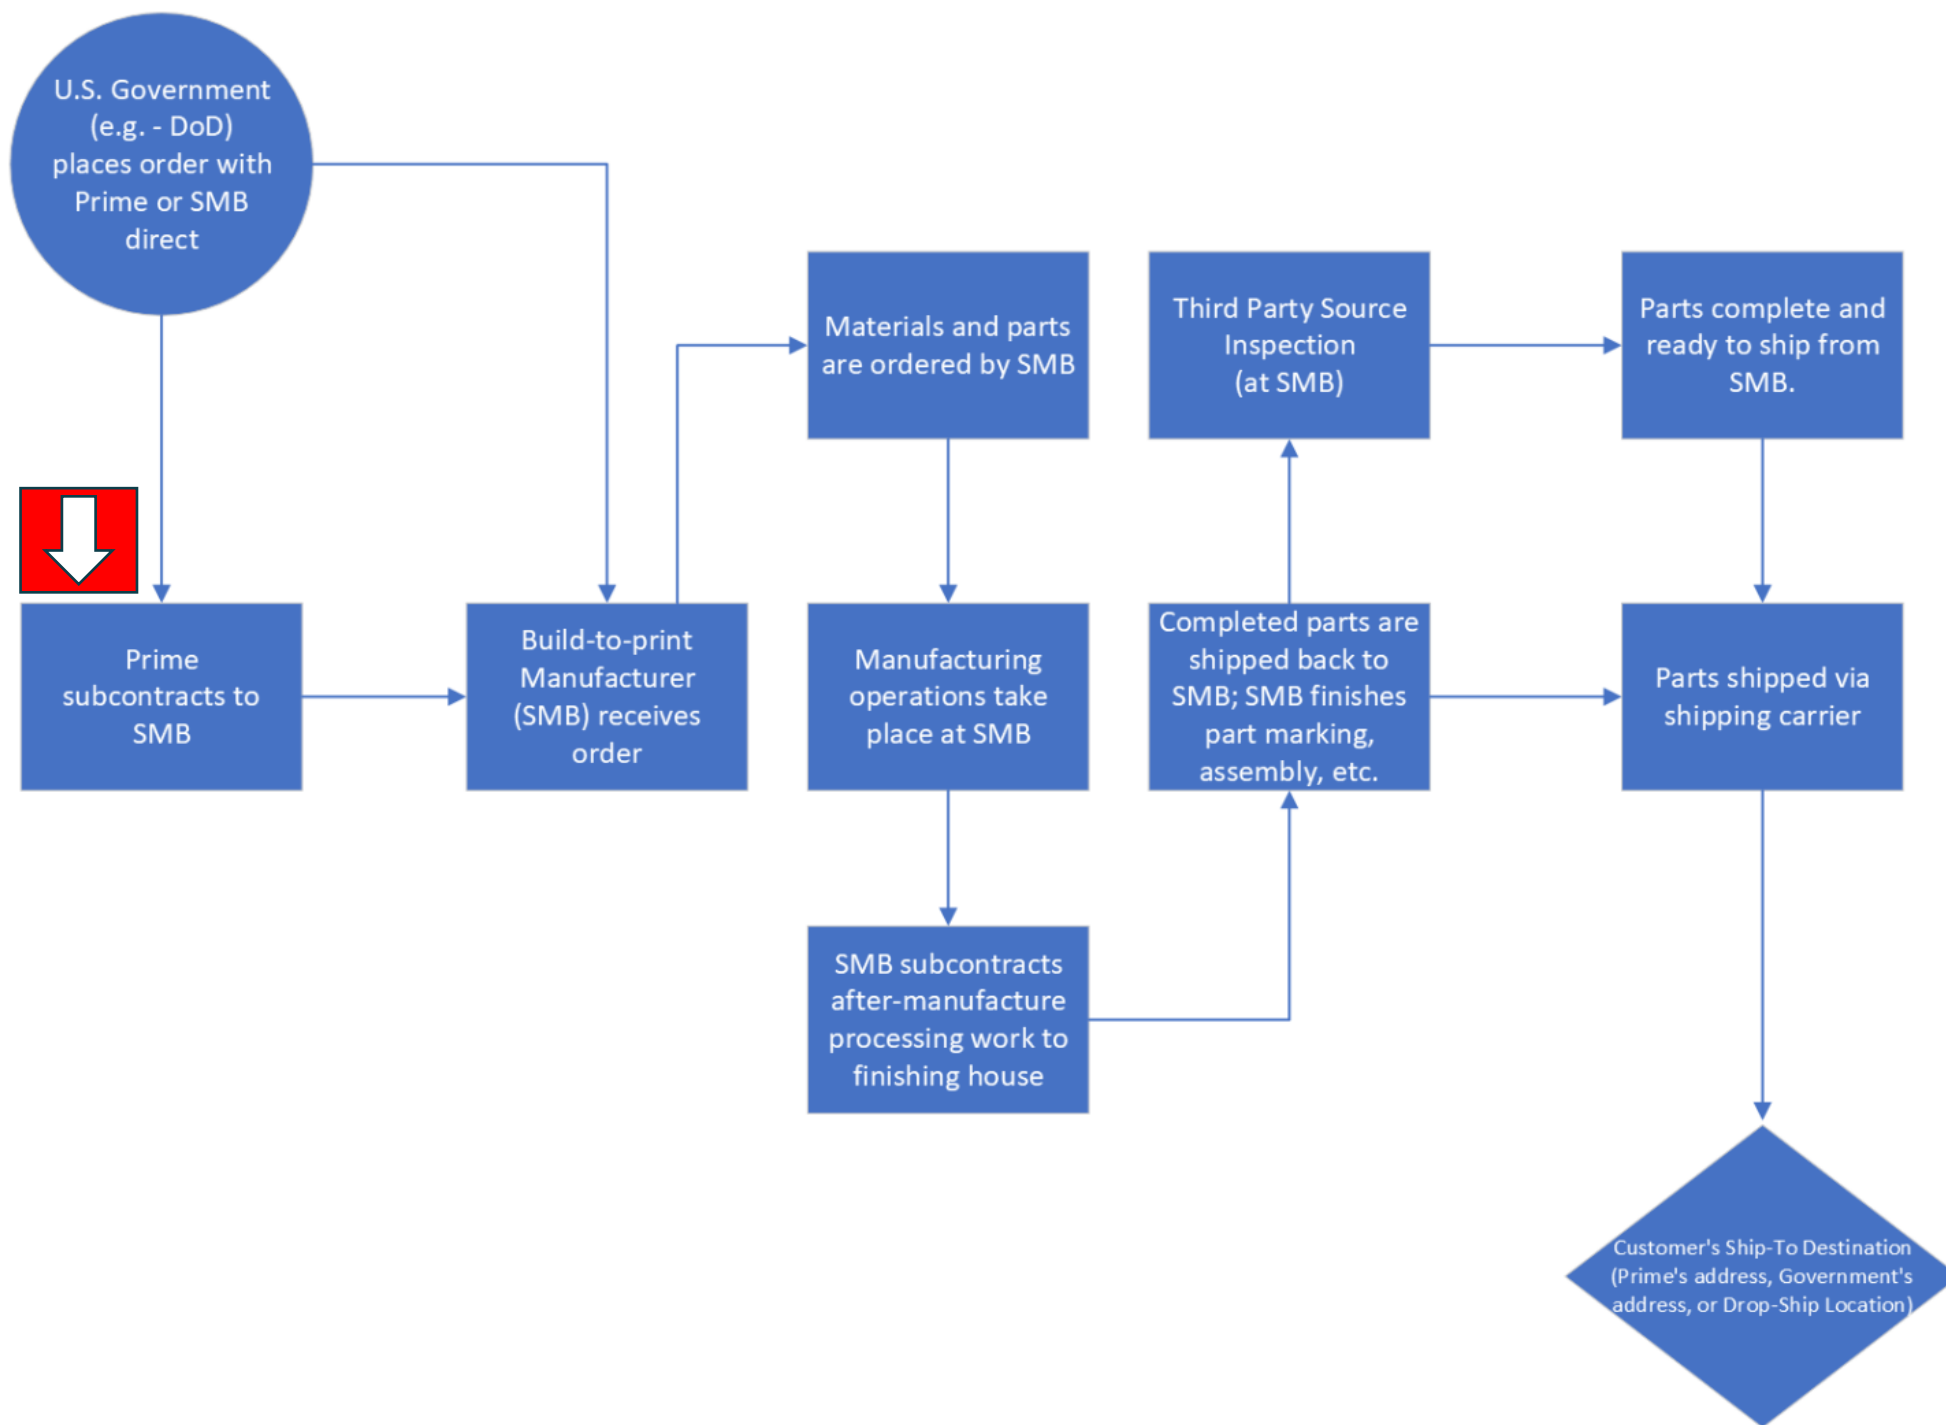 U.S. Government
(e.g. - DoD)
places order with
Prime or SMB
direct
Prime
subcontracts to
SMB
Build-to-print
Manufacturer
(SMB) receives
order
Materials and parts
are ordered by SMB
Manufacturing
operations take
place at SMB
SMB subcontracts
after-manufacture
processing work to
finishing house
Completed parts are
shipped back to
SMB; SMB finishes
part marking,
assembly, etc.
Third Party Source
Inspection
(at SMB)
Parts complete and
ready to ship from
SMB.
Parts shipped via
shipping carrier
Customer's Ship-To Destination
(Prime's address, Government's
address, or Drop-Ship Location)